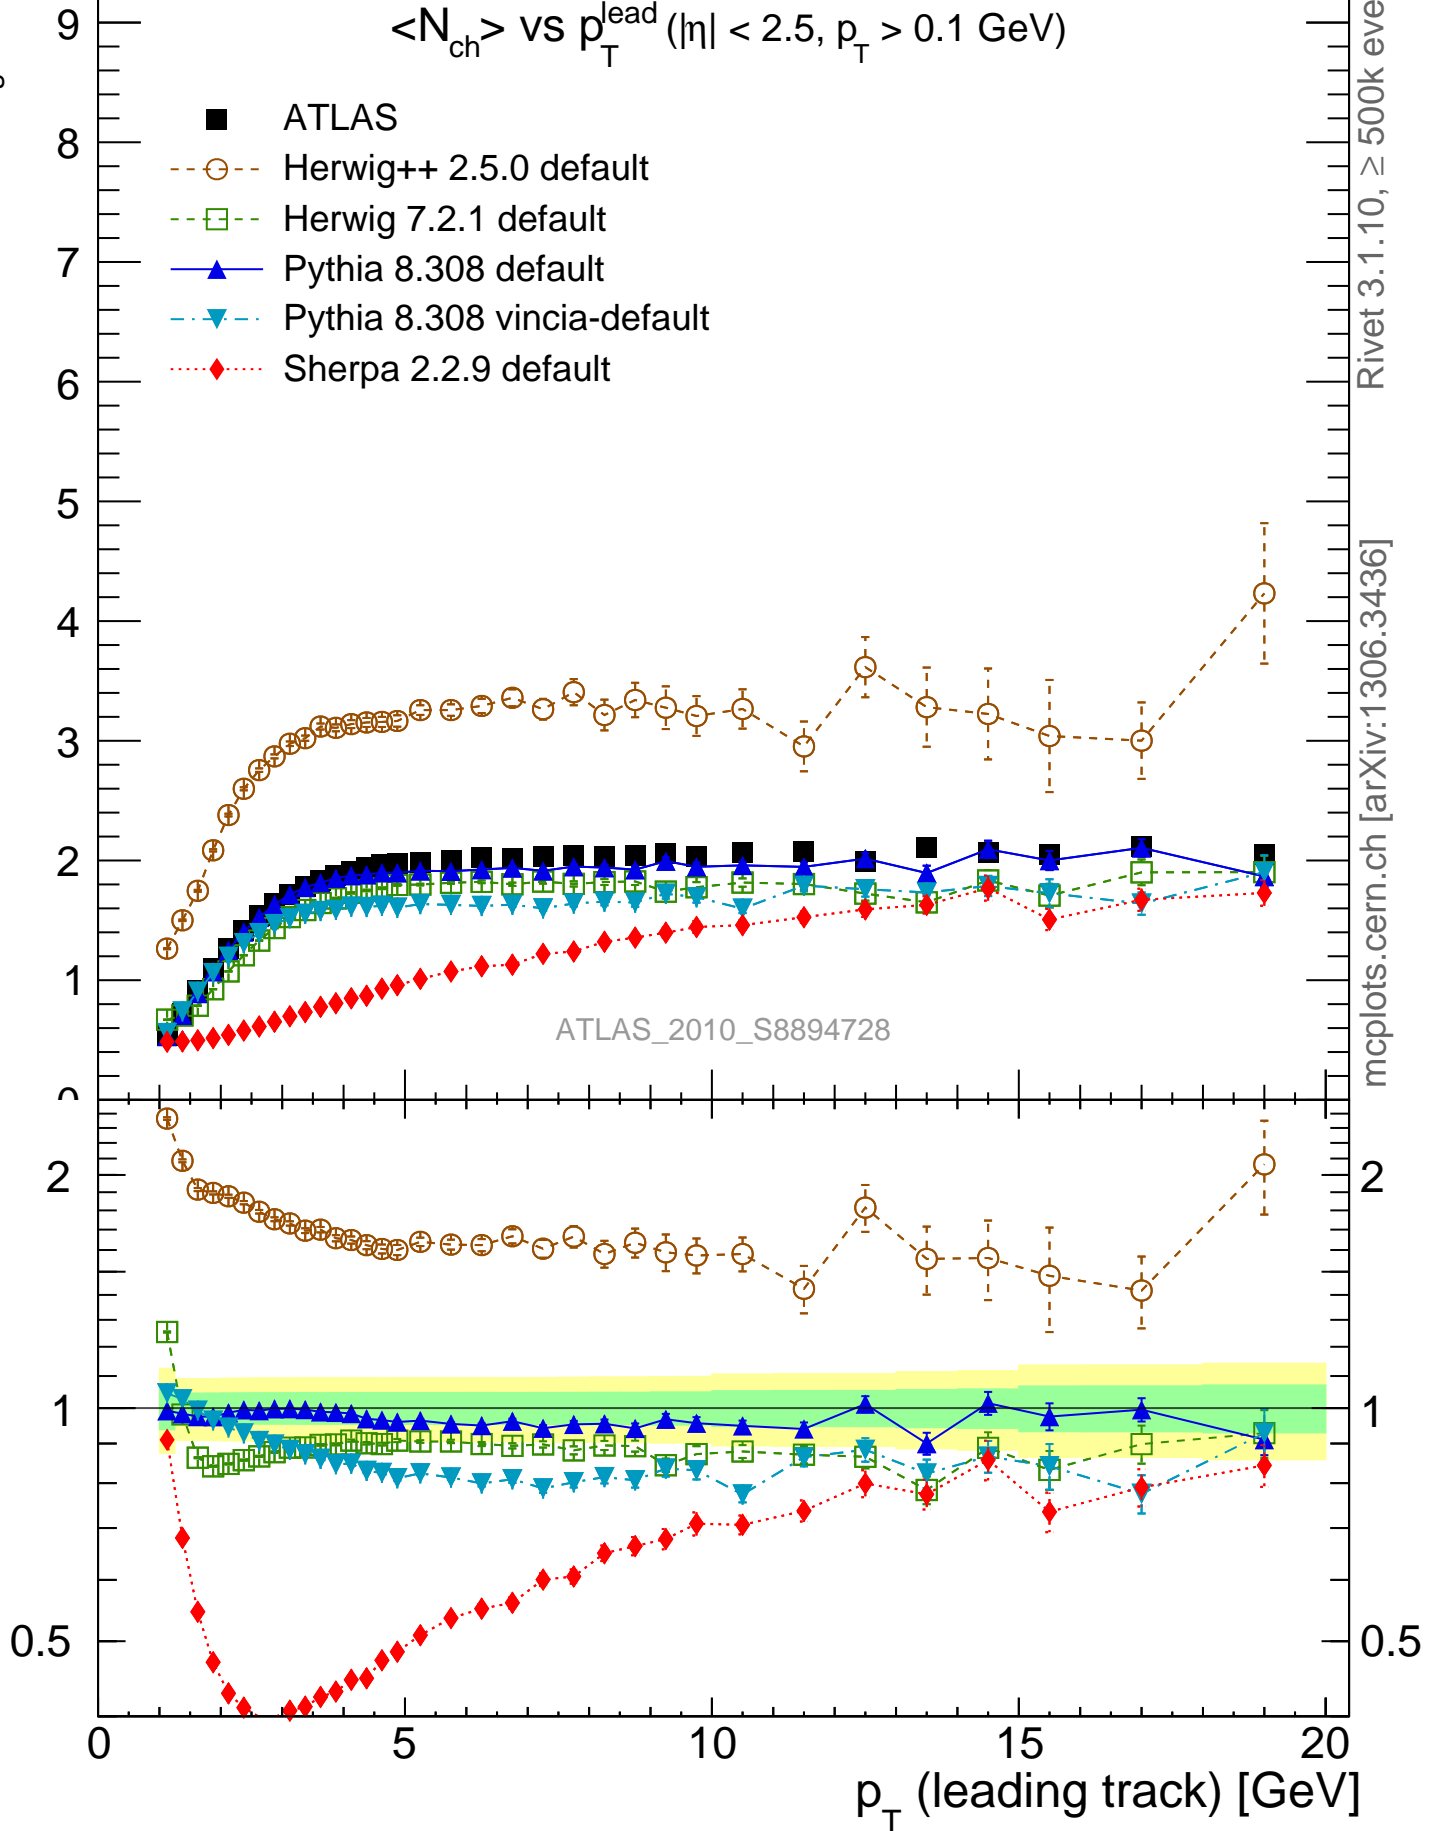 <N_ch> vs p_T^lead (|η| < 2.5, p_T > 0.1 GeV)
ATLAS
Herwig++ 2.5.0 default
Herwig 7.2.1 default
Pythia 8.308 default
Pythia 8.308 vincia-default
Sherpa 2.2.9 default
9
8
7
6
5
4
3
2
1
0
ATLAS_2010_S8894728
Rivet 3.1.10, ≥ 500k eve
mcplots.cern.ch [arXiv:1306.3436]
2
1
0.5
2
1
0.5
0 5 10 15 20
p_T (leading track) [GeV]